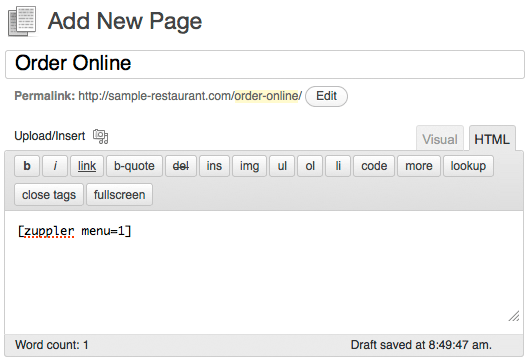 Add New Page
Order Online
Permalink: http://sample-restaurant.com/order-online/ Edit
Upload/Insert
Visual HTML
b i link b-quote del ins img ul ol li code more lookup
close tags fullscreen
[zuppler menu=1]
Word count: 1 Draft saved at 8:49:47 am.